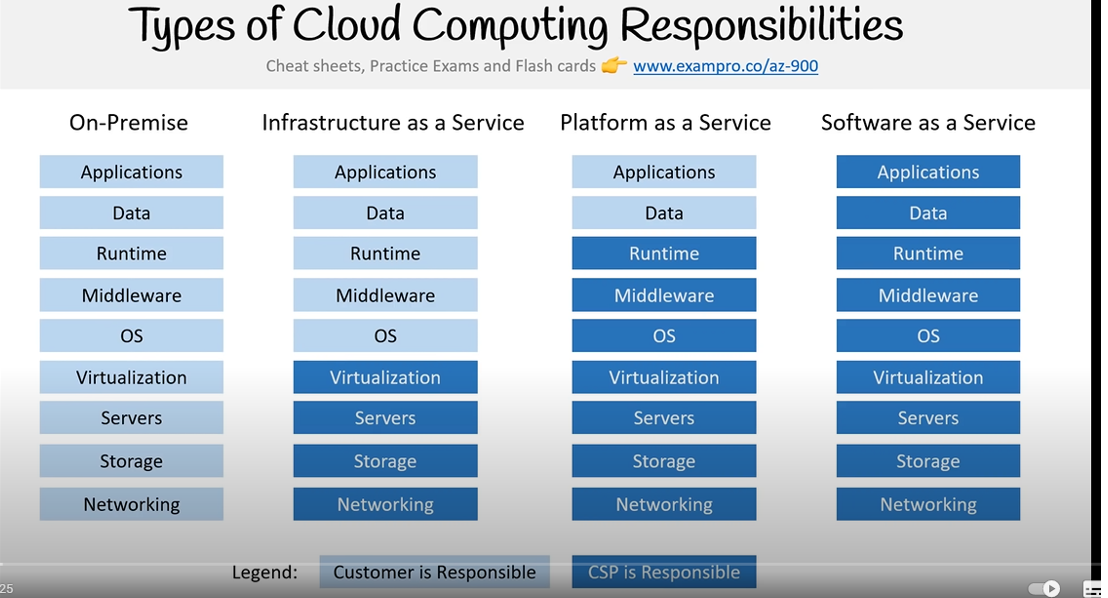 Types of Cloud Computing Responsibilities
Cheat sheets, Practice Exams and Flash cards 👉 www.exampro.co/az-900
On-Premise Infrastructure as a Service Platform as a Service Software as a Service
Applications Applications Applications Applications
Data Data Data Data
Runtime Runtime Runtime Runtime
Middleware Middleware Middleware Middleware
OS OS OS OS
Virtualization Virtualization Virtualization Virtualization
Servers Servers Servers Servers
Storage Storage Storage Storage
Networking Networking Networking Networking
Legend: Customer is Responsible CSP is Responsible
25